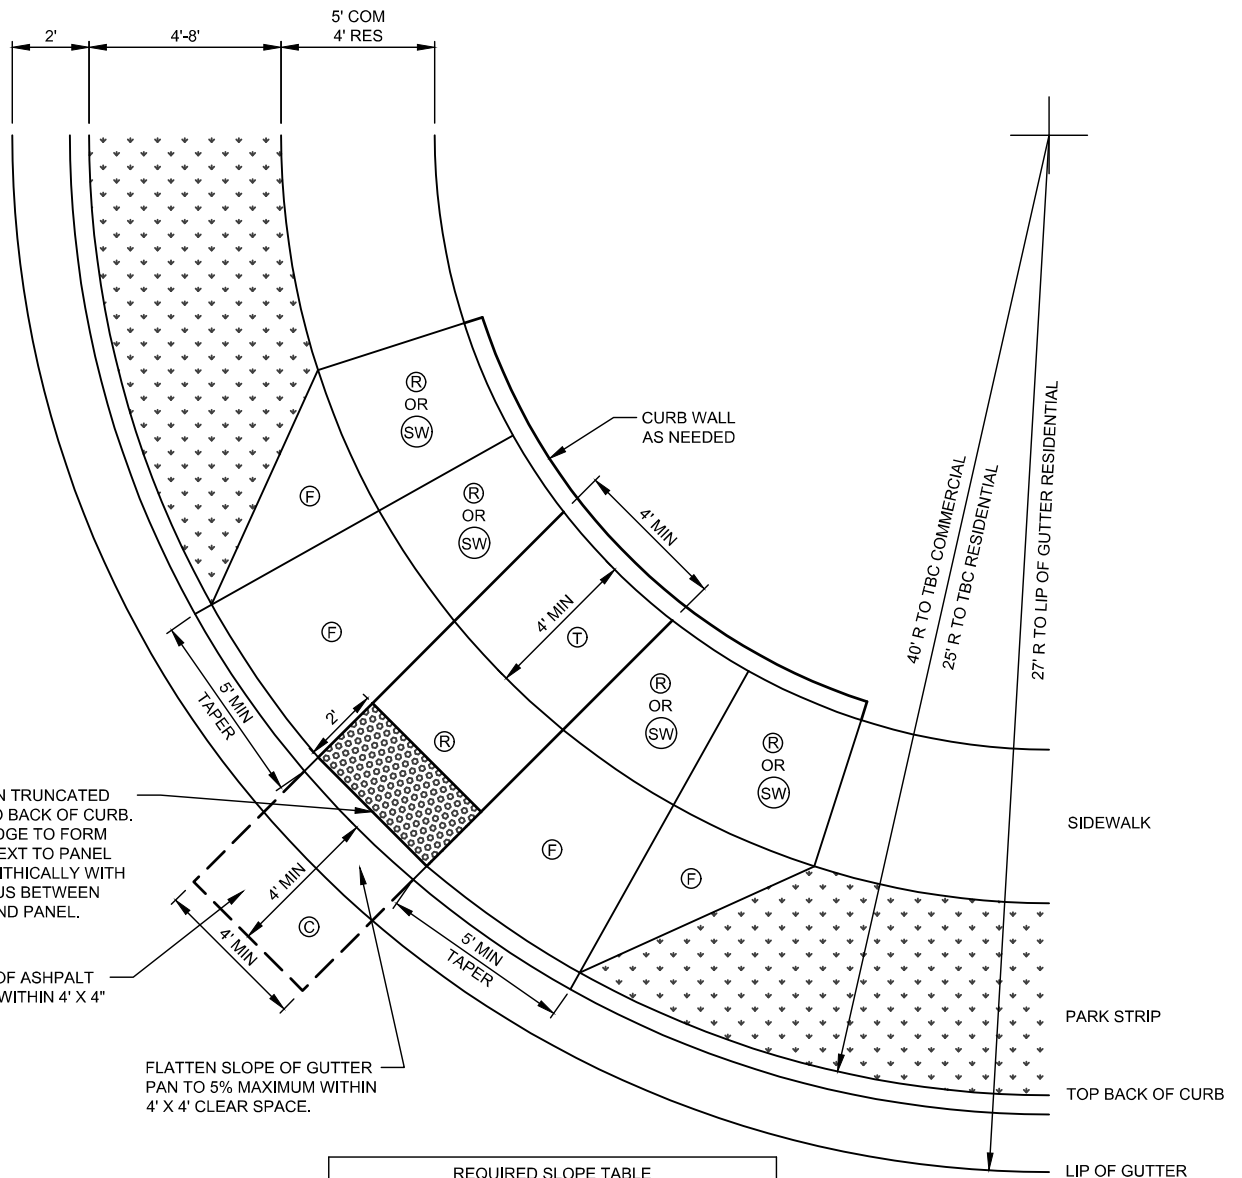 5' COM
2'
4'-8'
4' RES
R
OR
SW
CURB WALL
AS NEEDED
F
R
OR
SW
4' MIN
40' R TO TBC COMMERCIAL
25' R TO TBC RESIDENTIAL
27' R TO LIP OF GUTTER RESIDENTIAL
4' MIN
T
F
5' MIN
TAPER
2'
R
R
OR
SW
R
OR
SW
N TRUNCATED
O BACK OF CURB.
DGE TO FORM
EXT TO PANEL
ITHICALLY WITH
US BETWEEN
ND PANEL.
SIDEWALK
F
F
4' MIN
C
4' MIN
5' MIN
TAPER
OF ASHPALT
WITHIN 4' X 4"
PARK STRIP
FLATTEN SLOPE OF GUTTER
PAN TO 5% MAXIMUM WITHIN
4' X 4' CLEAR SPACE.
TOP BACK OF CURB
LIP OF GUTTER
REQUIRED SLOPE TABLE